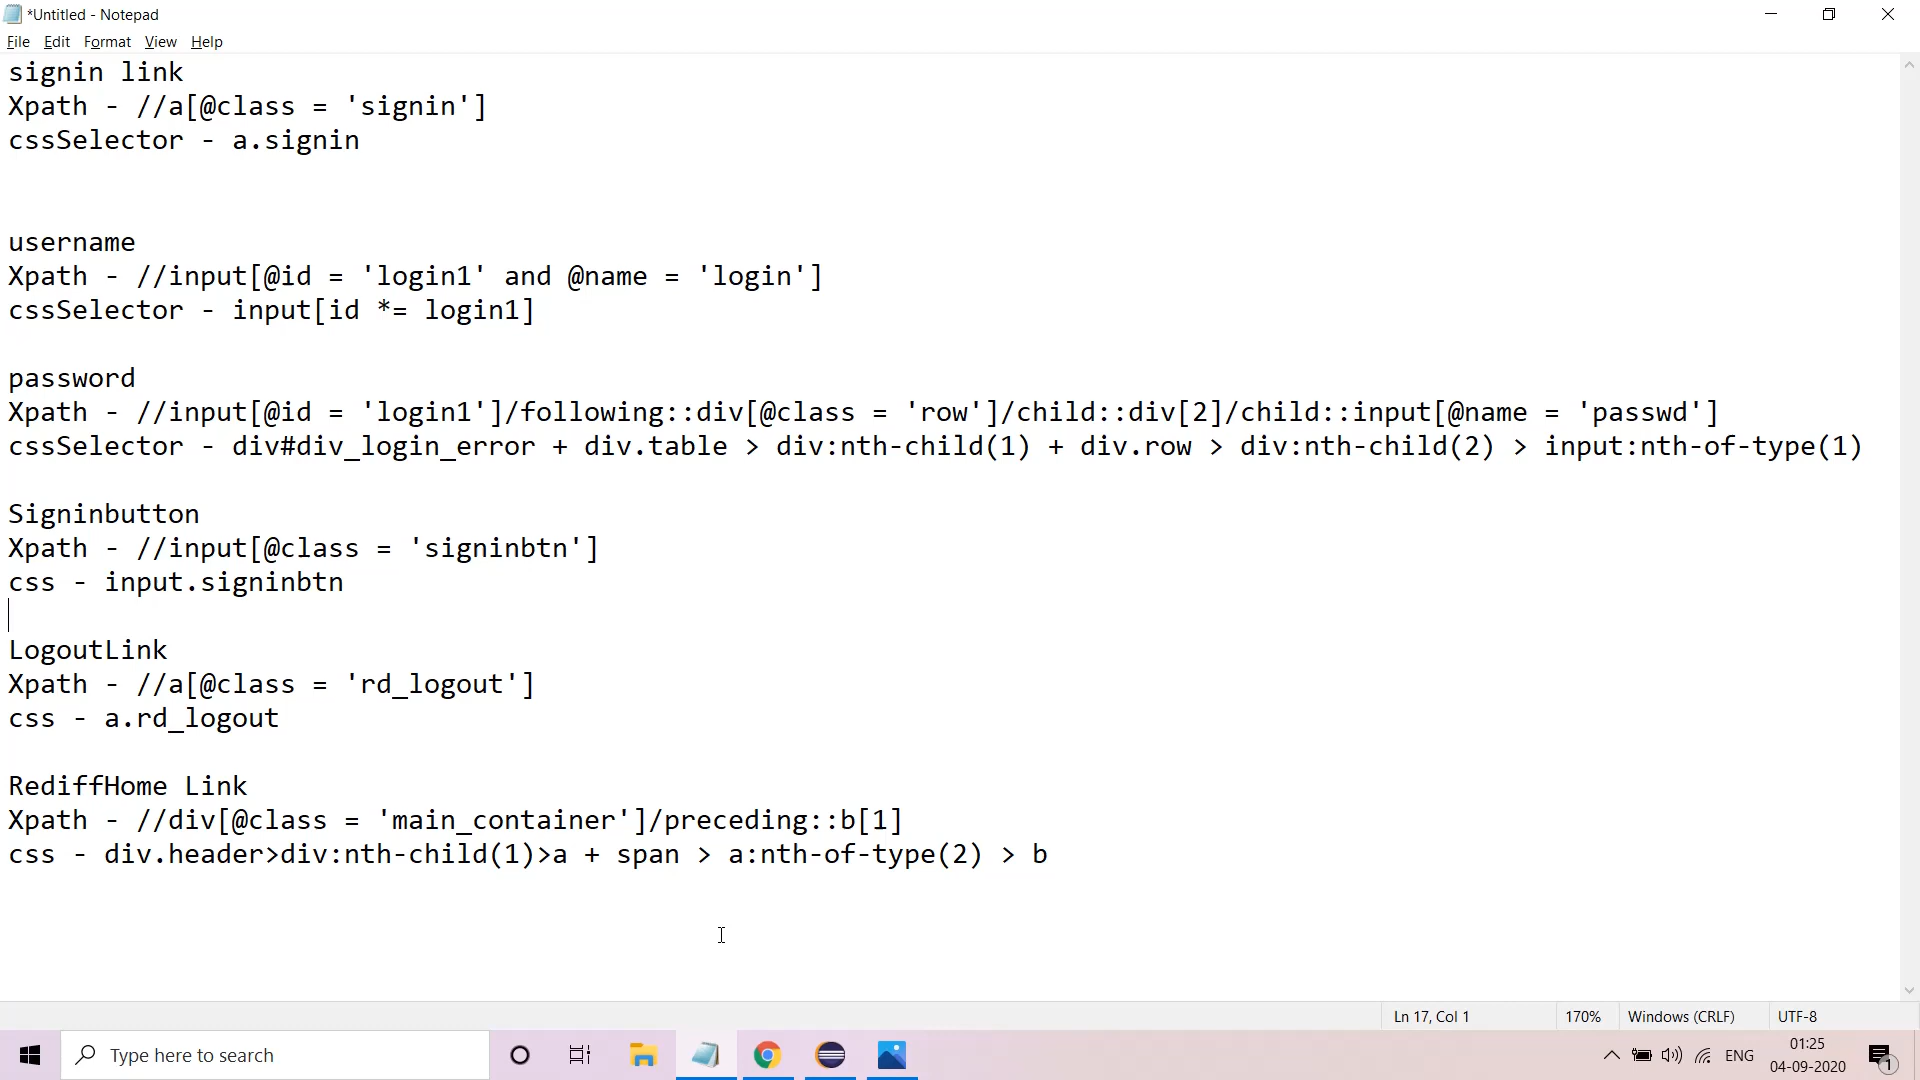 *Untitled - Notepad
File Edit Format View Help
signin link
Xpath - //a[@class = 'signin']
cssSelector - a.signin
username
Xpath - //input[@id = 'login1' and @name = 'login']
cssSelector - input[id *= login1]
password
Xpath - //input[@id = 'login1']/following::div[@class = 'row']/child::div[2]/child::input[@name = 'passwd']
cssSelector - div#div_login_error + div.table > div:nth-child(1) + div.row > div:nth-child(2) > input:nth-of-type(1)
Signinbutton
Xpath - //input[@class = 'signinbtn']
css - input.signinbtn
LogoutLink
Xpath - //a[@class = 'rd_logout']
css - a.rd_logout
RediffHome Link
Xpath - //div[@class = 'main_container']/preceding::b[1]
css - div.header>div:nth-child(1)>a + span > a:nth-of-type(2) > b
Ln 17, Col 1 170% Windows (CRLF) UTF-8
Type here to search ENG 01:25
04-09-2020 1